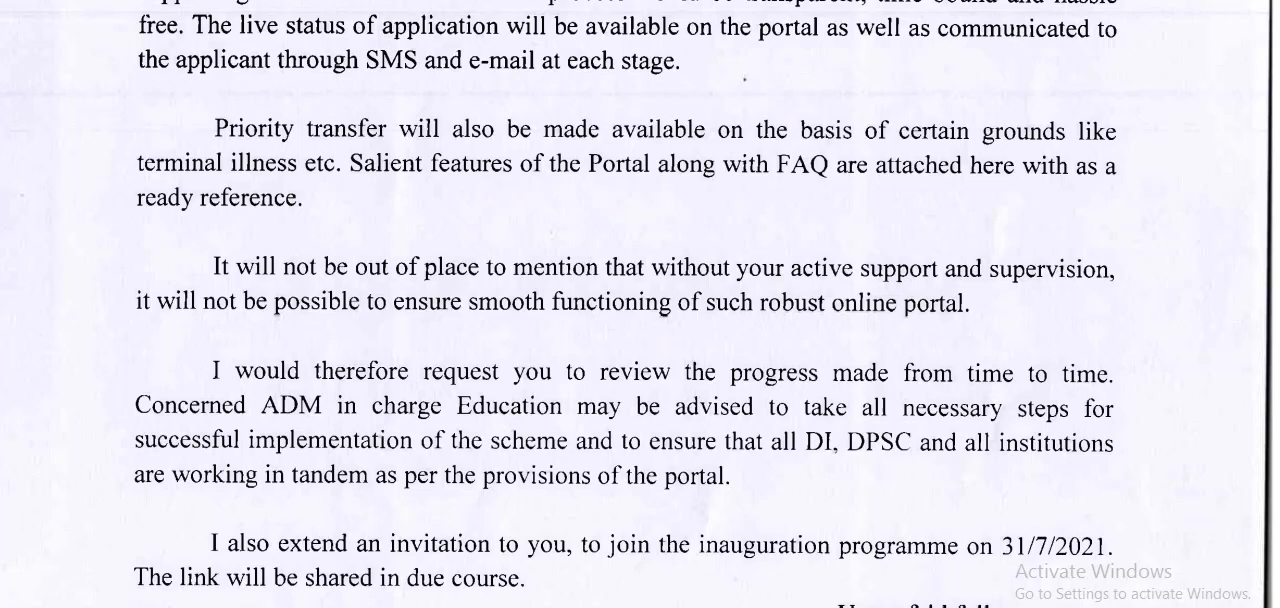 free. The live status of application will be available on the portal as well as communicated to
the applicant through SMS and e-mail at each stage.
Priority transfer will also be made available on the basis of certain grounds like
terminal illness etc. Salient features of the Portal along with FAQ are attached here with as a
ready reference.
It will not be out of place to mention that without your active support and supervision,
it will not be possible to ensure smooth functioning of such robust online portal.
I would therefore request you to review the progress made from time to time.
Concerned ADM in charge Education may be advised to take all necessary steps for
successful implementation of the scheme and to ensure that all DI, DPSC and all institutions
are working in tandem as per the provisions of the portal.
I also extend an invitation to you, to join the inauguration programme on 31/7/2021.
The link will be shared in due course.
Activate Windows
Go to Settings to activate Windows.